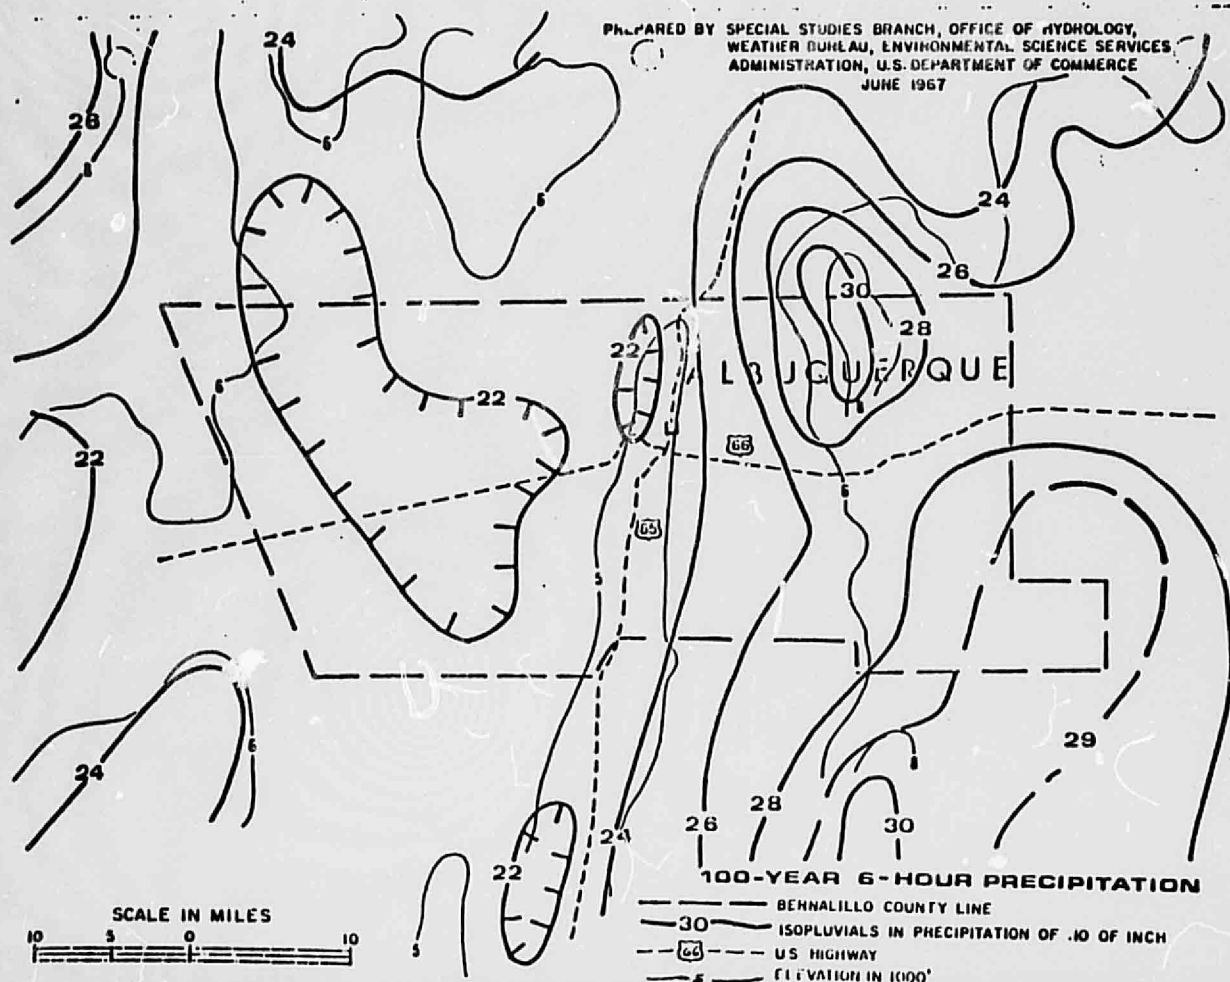 PREPARED BY SPECIAL STUDIES BRANCH, OFFICE OF HYDROLOGY,
WEATHER BUREAU, ENVIRONMENTAL SCIENCE SERVICES
ADMINISTRATION, U.S. DEPARTMENT OF COMMERCE
JUNE 1967
24
28
6
8
6
24
26
30
28
22
22
ALBUQUERQUE
6
22
66
6
65
5
6
24
29
8
28
30
26
24
22
5
100-YEAR 6-HOUR PRECIPITATION
SCALE IN MILES
10 5 0 10
BERNALILLO COUNTY LINE
30 ISOPLUVIALS IN PRECIPITATION OF .10 OF INCH
66 US HIGHWAY
5 ELEVATION IN 1000'